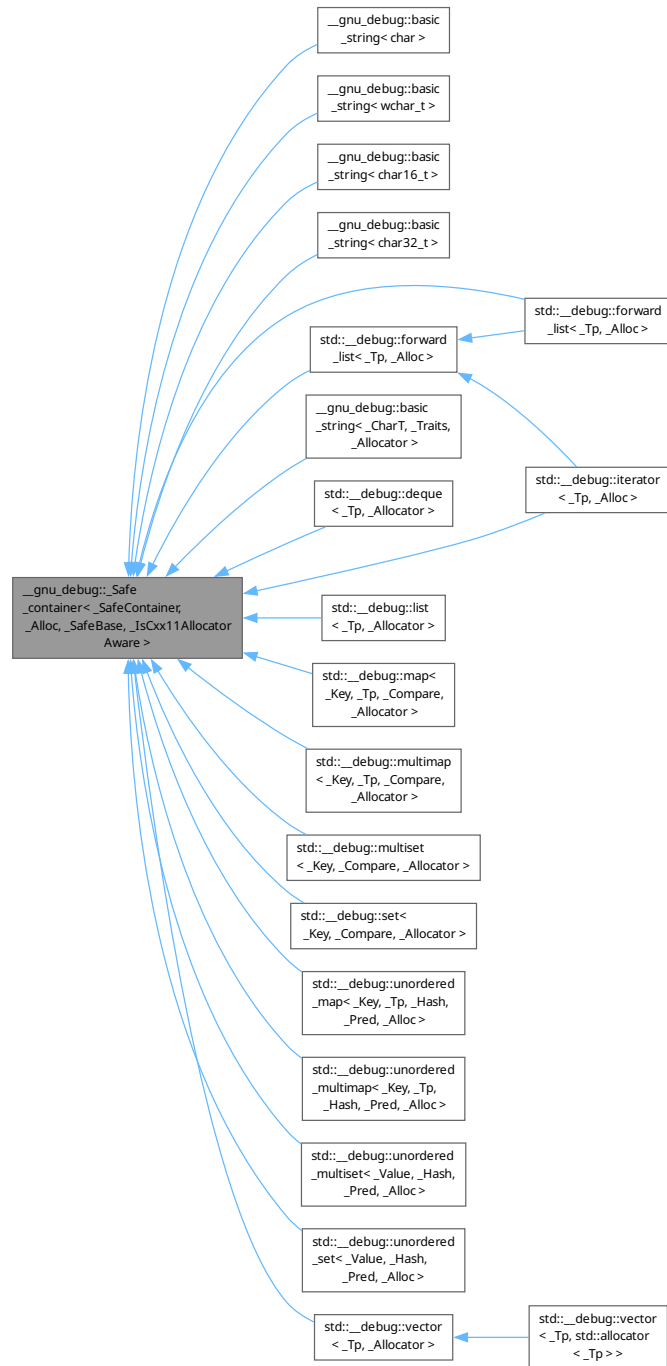 __gnu_debug::basic
_string< char >
__gnu_debug::basic
_string< wchar_t >
__gnu_debug::basic
_string< char16_t >
__gnu_debug::basic
_string< char32_t >
std::__debug::forward
_list< _Tp, _Alloc >
std::__debug::forward
_list< _Tp, _Alloc >
__gnu_debug::basic
_string< _CharT, _Traits,
_Allocator >
std::__debug::iterator
< _Tp, _Alloc >
std::__debug::deque
< _Tp, _Allocator >
__gnu_debug::_Safe
_container< _SafeContainer,
_Alloc, _SafeBase, _IsCxx11Allocator
Aware >
std::__debug::list
< _Tp, _Allocator >
std::__debug::map<
_Key, _Tp, _Compare,
_Allocator >
std::__debug::multimap
< _Key, _Tp, _Compare,
_Allocator >
std::__debug::multiset
< _Key, _Compare, _Allocator >
std::__debug::set<
_Key, _Compare, _Allocator >
std::__debug::unordered
_map< _Key, _Tp, _Hash,
_Pred, _Alloc >
std::__debug::unordered
_multimap< _Key, _Tp,
_Hash, _Pred, _Alloc >
std::__debug::unordered
_multiset< _Value, _Hash,
_Pred, _Alloc >
std::__debug::unordered
_set< _Value, _Hash,
_Pred, _Alloc >
std::__debug::vector
< _Tp, _Allocator >
std::__debug::vector
< _Tp, std::allocator
< _Tp > >